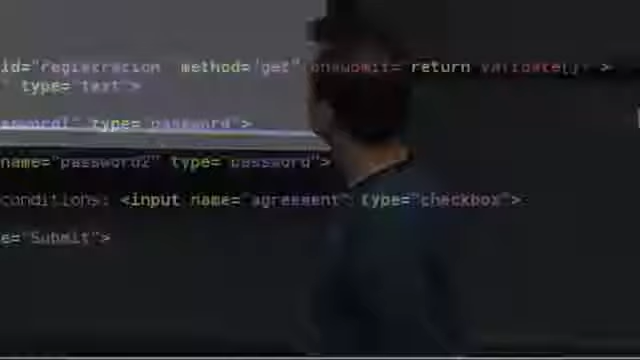 id="registration" method="get" onsubmit="return validate()">
" type="text">
password1" type="password">
name="password2" type="password">
conditions: <input name="agreement" type="checkbox">
e="Submit">